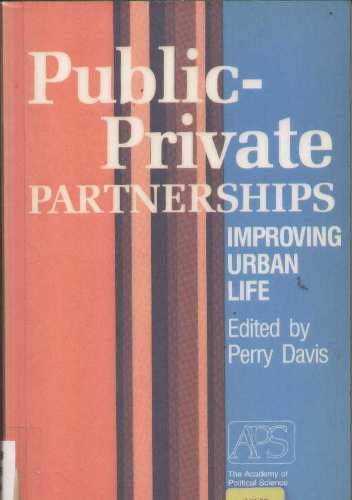 Public-
Private
PARTNERSHIPS
IMPROVING
URBAN
LIFE
Edited by
Perry Davis
APS
The Academy of
Political Science